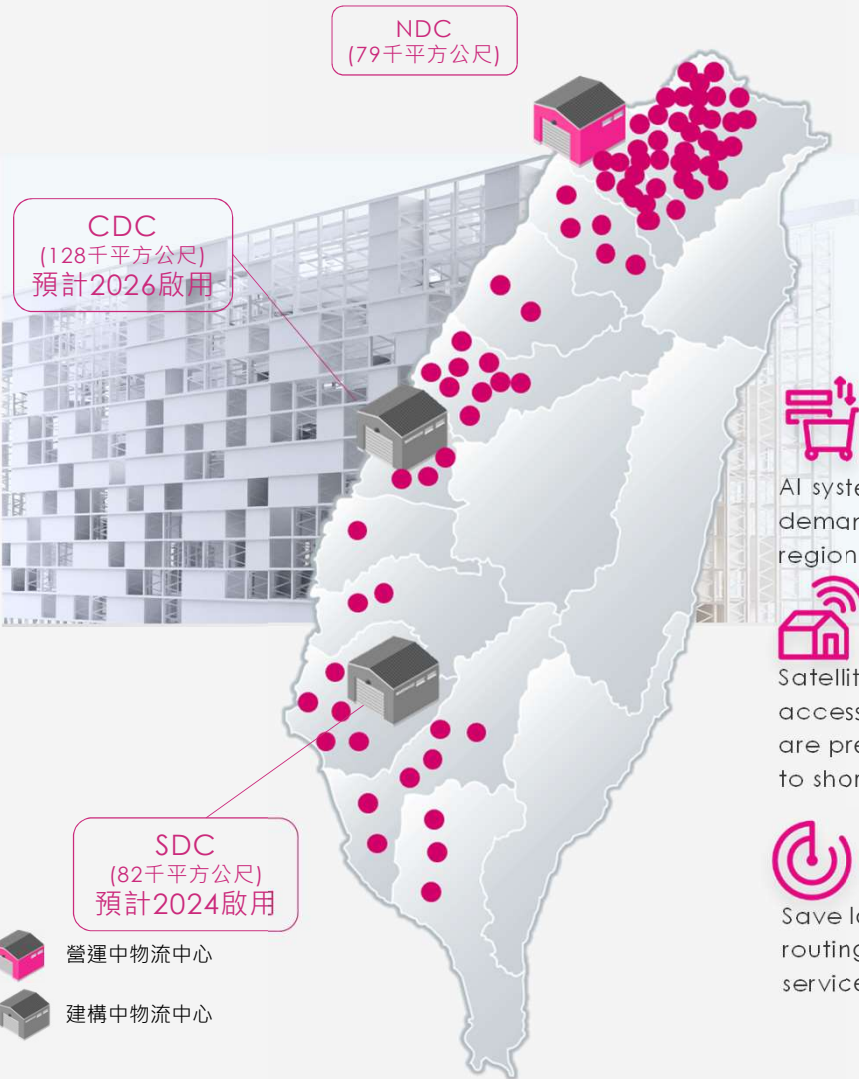 NDC
(79千平方公尺)
CDC
(128千平方公尺)
預計2026啟用
SDC
(82千平方公尺)
預計2024啟用
營運中物流中心
建構中物流中心
AI
region
Satellit
access
are pre
to shor
Save lo
routing
service